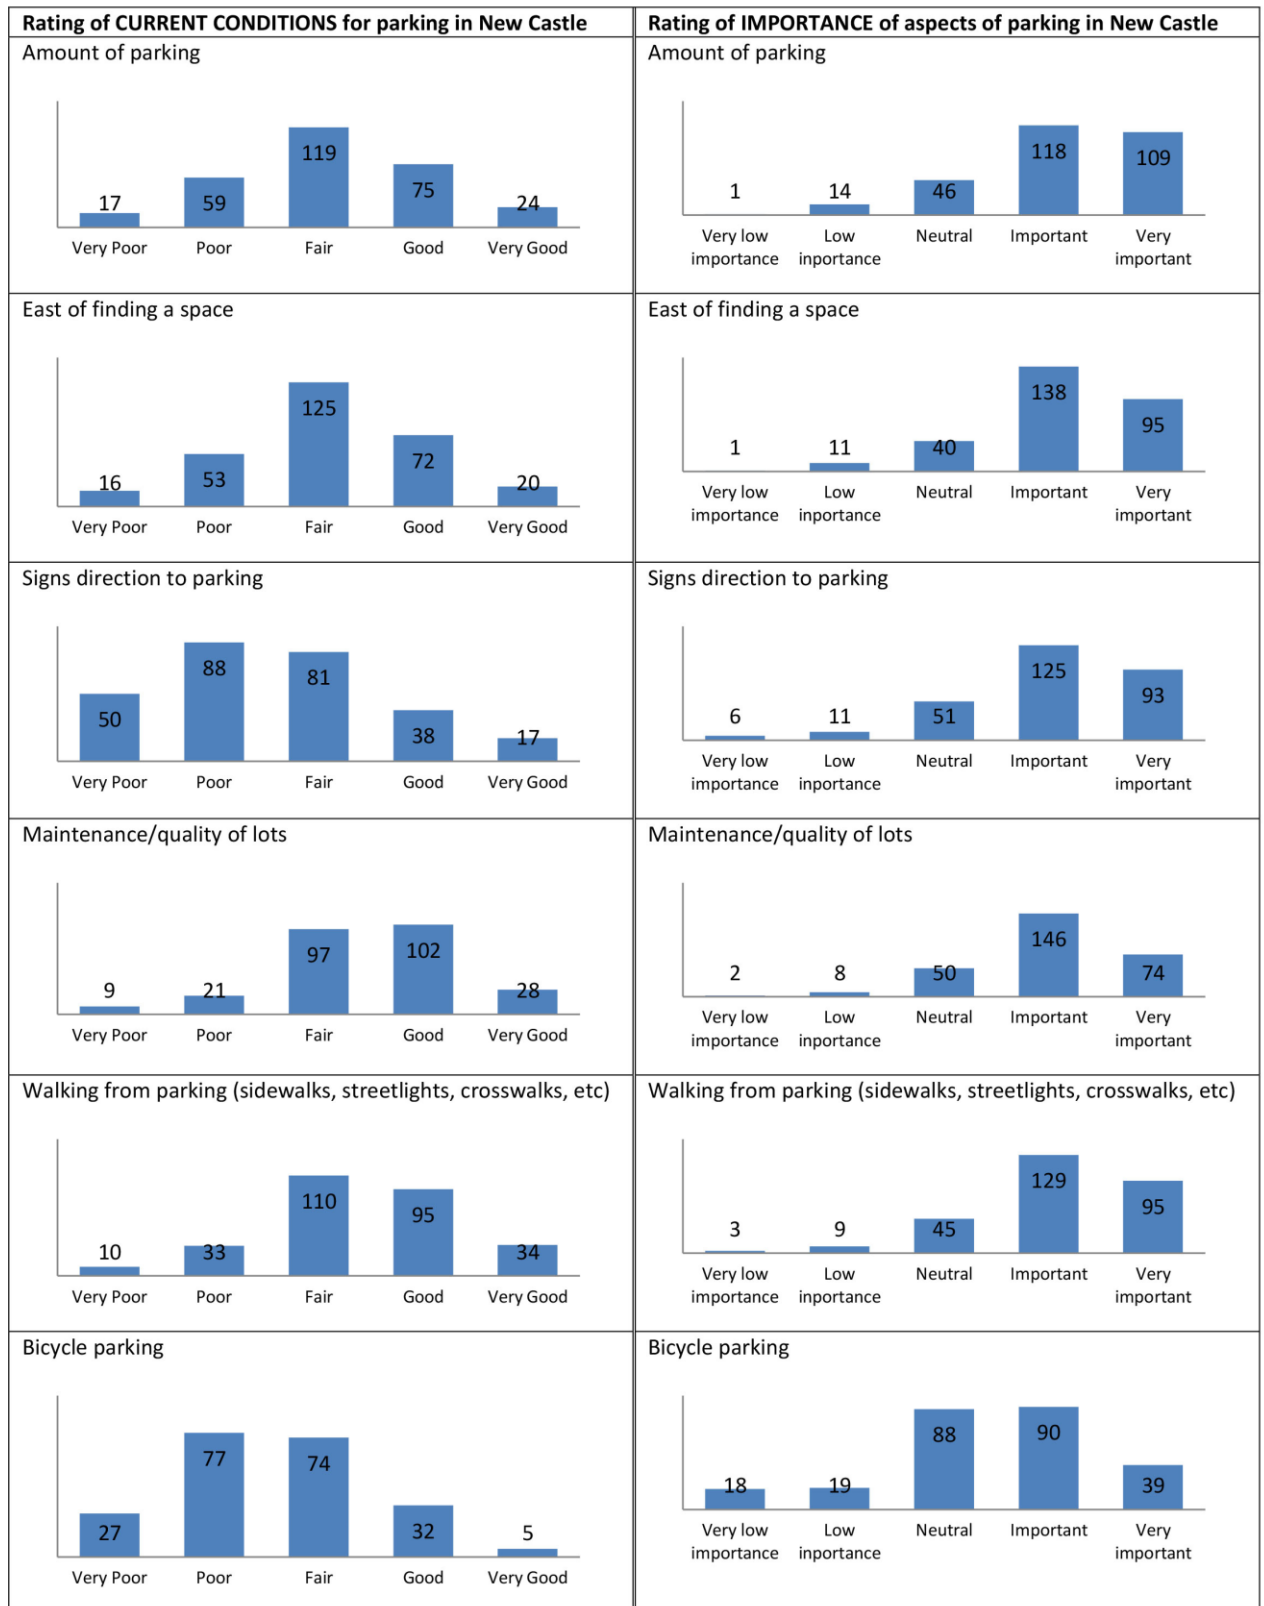 Rating of CURRENT CONDITIONS for parking in New Castle
Rating of IMPORTANCE of aspects of parking in New Castle
Amount of parking
17 59 119 75 24
Very Poor Poor Fair Good Very Good
Amount of parking
1 14 46 118 109
Very low Low Neutral Important Very
importance inportance important
East of finding a space
16 53 125 72 20
Very Poor Poor Fair Good Very Good
East of finding a space
1 11 40 138 95
Very low Low Neutral Important Very
importance inportance important
Signs direction to parking
50 88 81 38 17
Very Poor Poor Fair Good Very Good
Signs direction to parking
6 11 51 125 93
Very low Low Neutral Important Very
importance inportance important
Maintenance/quality of lots
9 21 97 102 28
Very Poor Poor Fair Good Very Good
Maintenance/quality of lots
2 8 50 146 74
Very low Low Neutral Important Very
importance inportance important
Walking from parking (sidewalks, streetlights, crosswalks, etc)
10 33 110 95 34
Very Poor Poor Fair Good Very Good
Walking from parking (sidewalks, streetlights, crosswalks, etc)
3 9 45 129 95
Very low Low Neutral Important Very
importance inportance important
Bicycle parking
27 77 74 32 5
Very Poor Poor Fair Good Very Good
Bicycle parking
18 19 88 90 39
Very low Low Neutral Important Very
importance inportance important